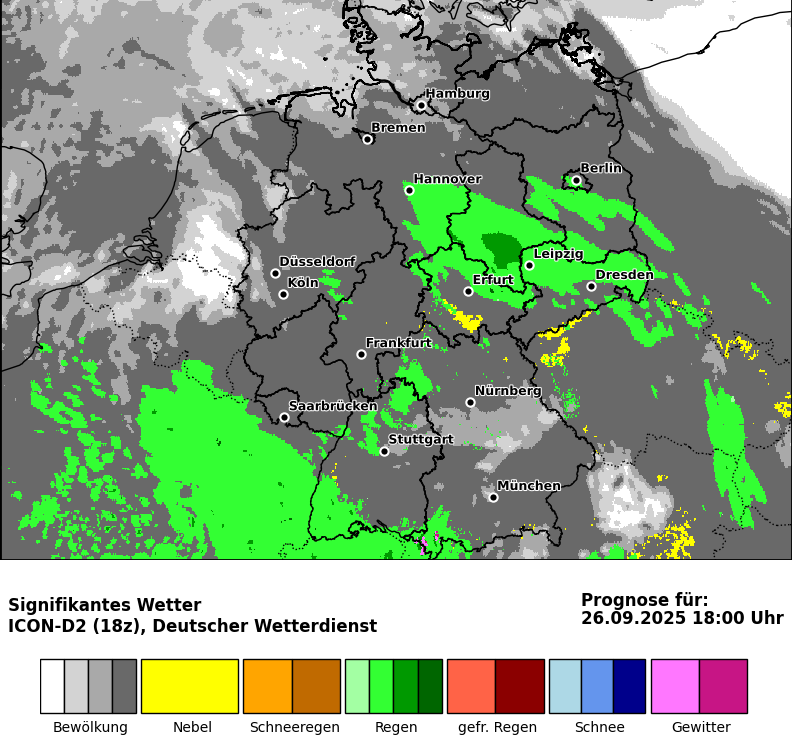 Hamburg
Bremen
Berlin
Hannover
Leipzig
Düsseldorf
Dresden
Köln
Erfurt
Frankfurt
Nürnberg
Saarbrücken
Stuttgart
München
Signifikantes Wetter
ICON-D2 (18z), Deutscher Wetterdienst
Prognose für:
26.09.2025 18:00 Uhr
Bewölkung Nebel Schneeregen Regen gefr. Regen Schnee Gewitter